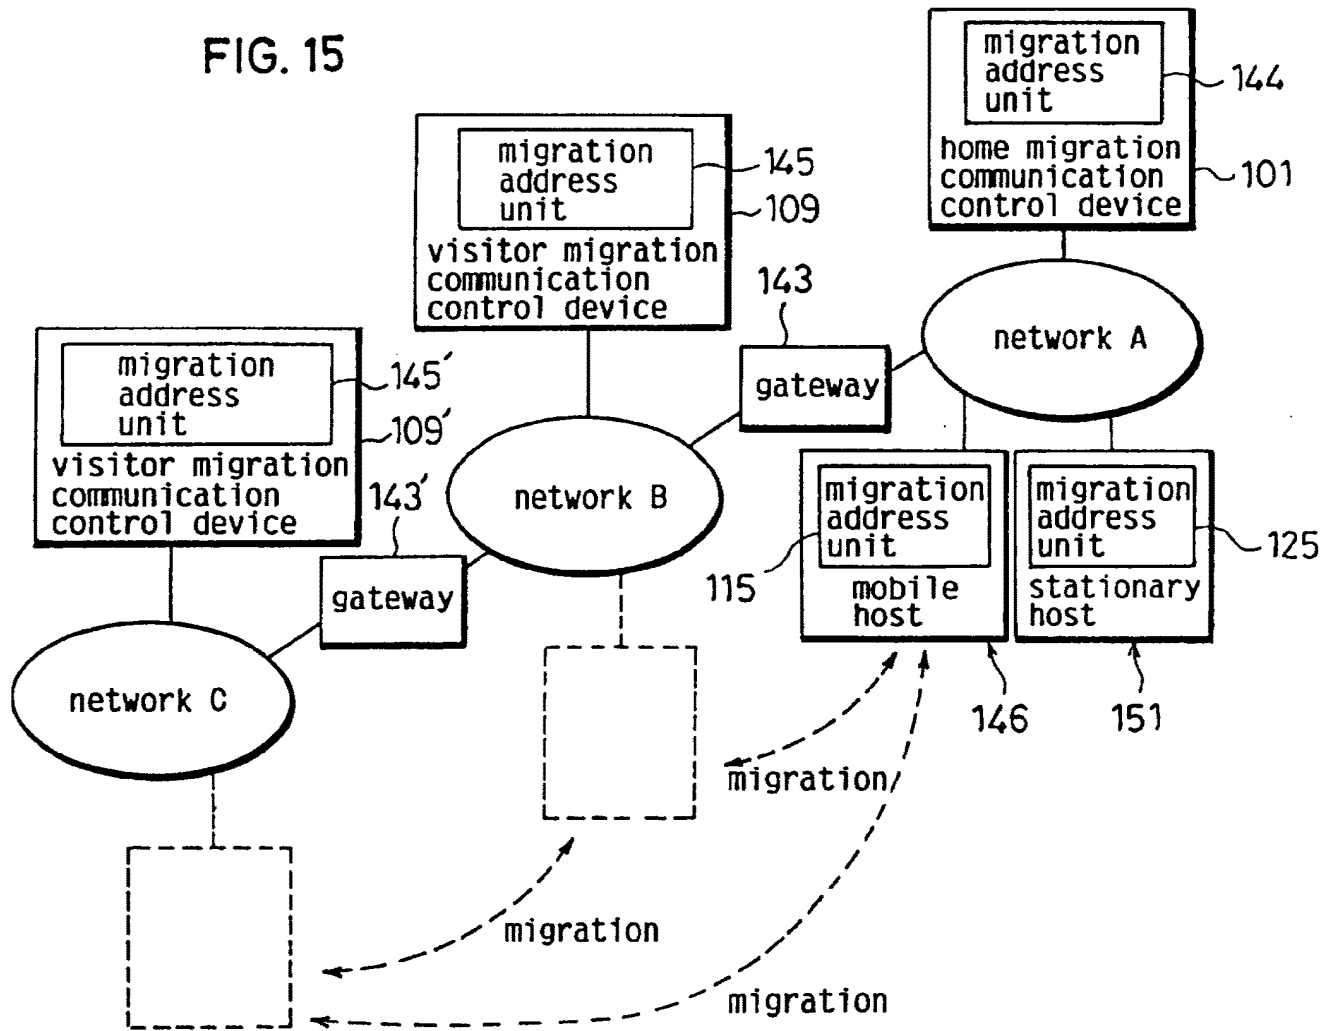 FIG. 15
migration
address
unit
144
home migration
communication
control device
101
migration
address
unit
145
109
visitor migration
communication
control device
143
gateway
network A
migration
address
unit
145′
109′
visitor migration
communication
control device
143′
gateway
network B
migration
address
unit
115
mobile
host
146
migration
address
unit
125
stationary
host
151
network C
migration
migration
migration